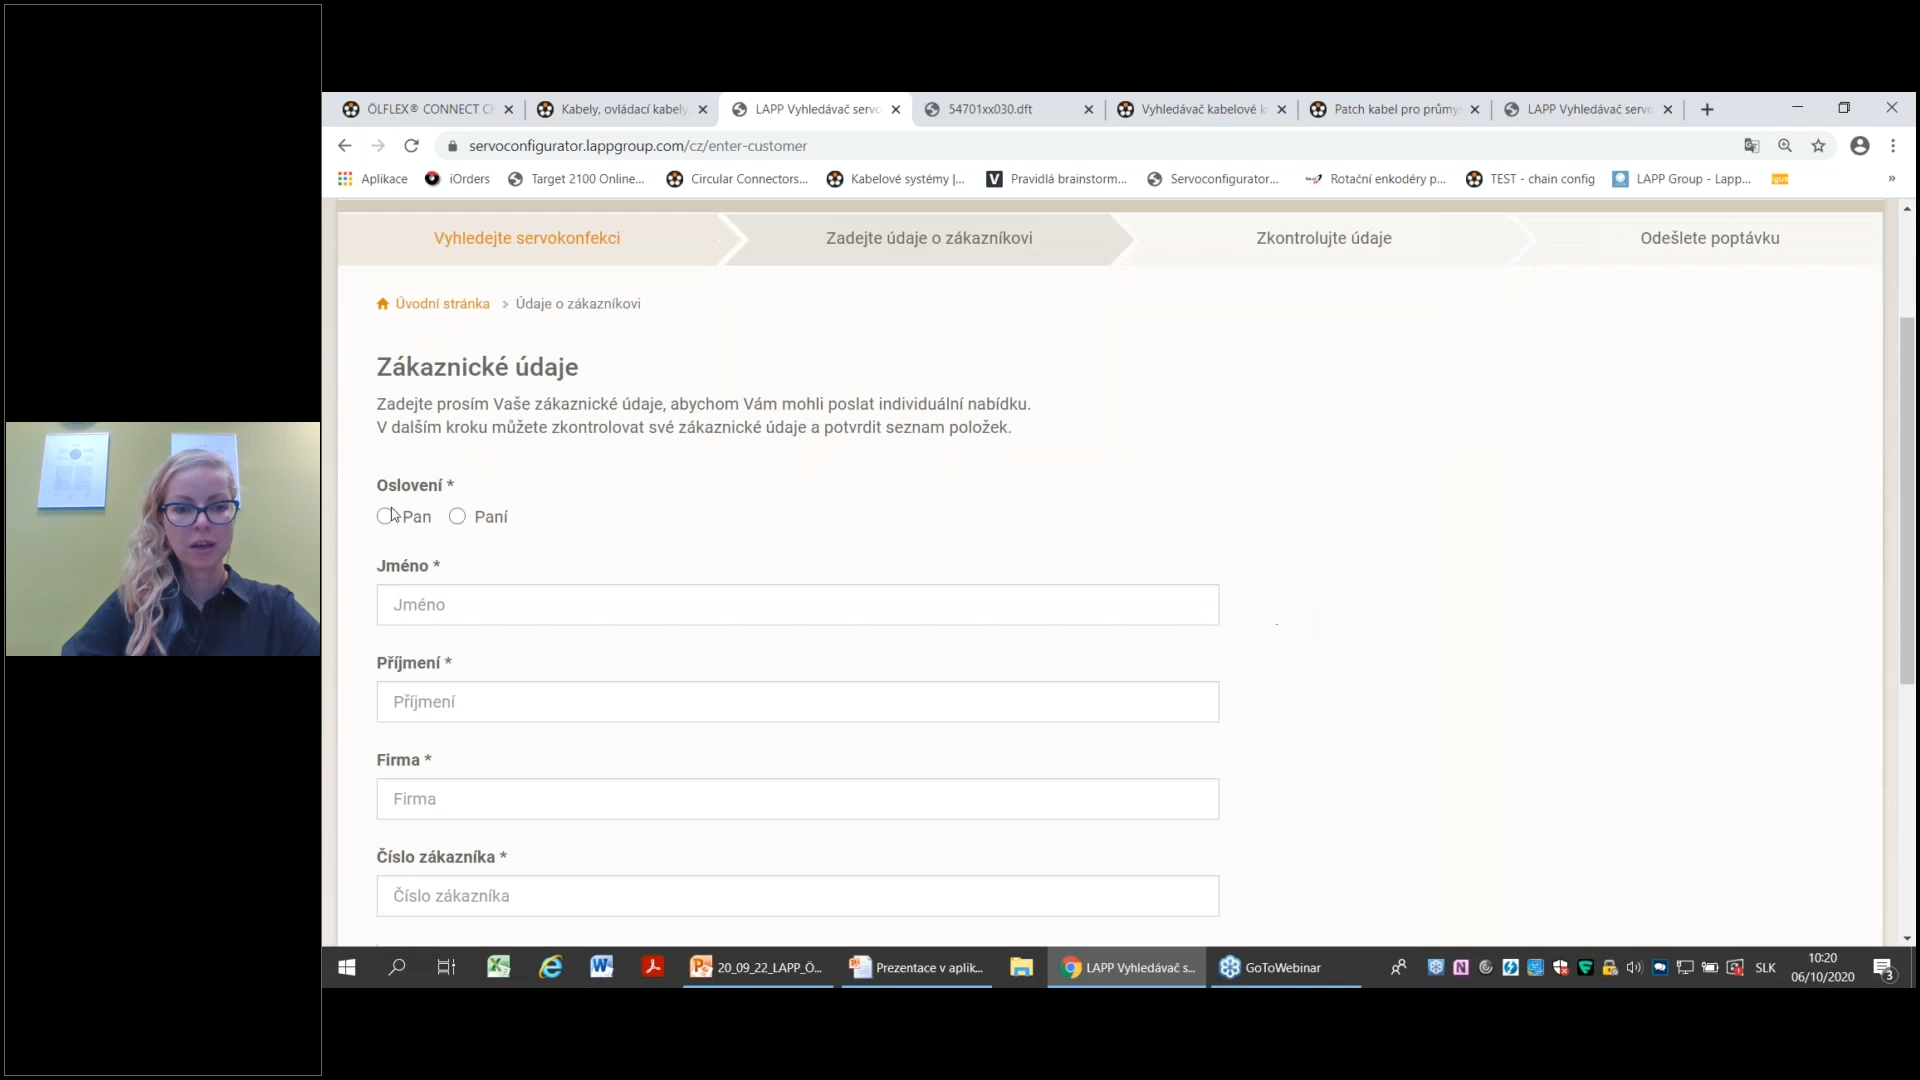 ÖLFLEX® CONNECT C
Kabely, ovládací kabely,
LAPP Vyhledávač servo
54701xx030.dft
Vyhledávač kabelové k
Patch kabel pro průmy
LAPP Vyhledávač servo
servoconfigurator.lappgroup.com/cz/enter-customer
Aplikace
iOrders
Target 2100 Online...
Circular Connectors...
Kabelové systémy |...
Pravidlá brainstorm...
Servoconfigurator...
Rotační enkodéry p...
TEST - chain config
LAPP Group - Lapp...
igus
»
Vyhledejte servokonfekci
Zadejte údaje o zákazníkovi
Zkontrolujte údaje
Odešlete poptávku
Úvodní stránka > Údaje o zákazníkovi
Zákaznické údaje
Zadejte prosím Vaše zákaznické údaje, abychom Vám mohli poslat individuální nabídku.
V dalším kroku můžete zkontrolovat své zákaznické údaje a potvrdit seznam položek.
Oslovení *
Pan Paní
Jméno *
Jméno
Příjmení *
Příjmení
Firma *
Firma
Číslo zákazníka *
Číslo zákazníka
20_09_22_LAPP_Ö...
Prezentace v aplik...
LAPP Vyhledávač s...
GoToWebinar
SLK
10:20
06/10/2020
3